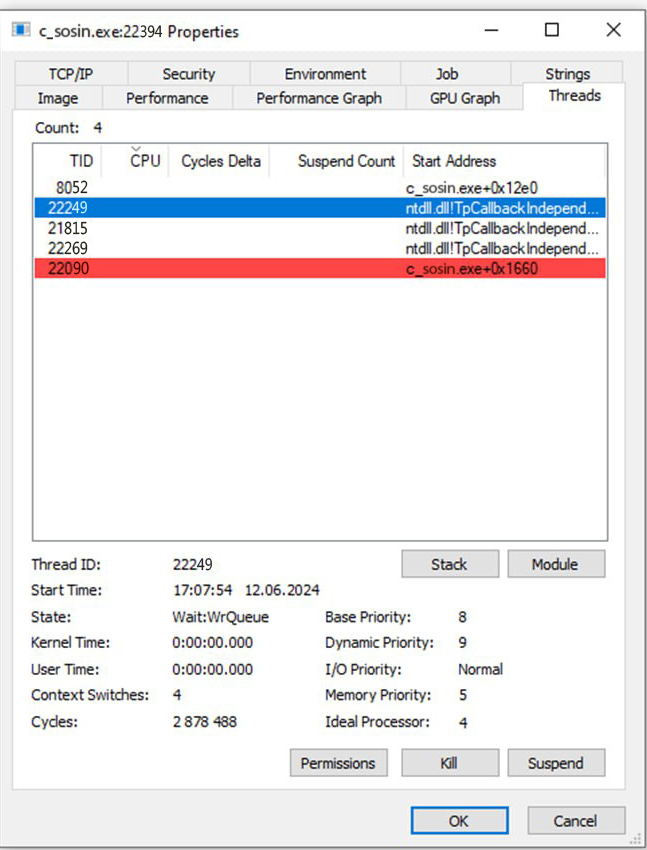 c_sosin.exe:22394 Properties
TCP/IP Security Environment Job Strings
Image Performance Performance Graph GPU Graph Threads
Count: 4
TID CPU Cycles Delta Suspend Count Start Address
8052 c_sosin.exe+0x12e0
22249 ntdll.dll!TpCallbackIndepend...
21815 ntdll.dll!TpCallbackIndepend...
22269 ntdll.dll!TpCallbackIndepend...
22090 c_sosin.exe+0x1660
Thread ID: 22249 Stack Module
Start Time: 17:07:54 12.06.2024
State: Wait:WrQueue Base Priority: 8
Kernel Time: 0:00:00.000 Dynamic Priority: 9
User Time: 0:00:00.000 I/O Priority: Normal
Context Switches: 4 Memory Priority: 5
Cycles: 2 878 488 Ideal Processor: 4
Permissions Kill Suspend
OK Cancel